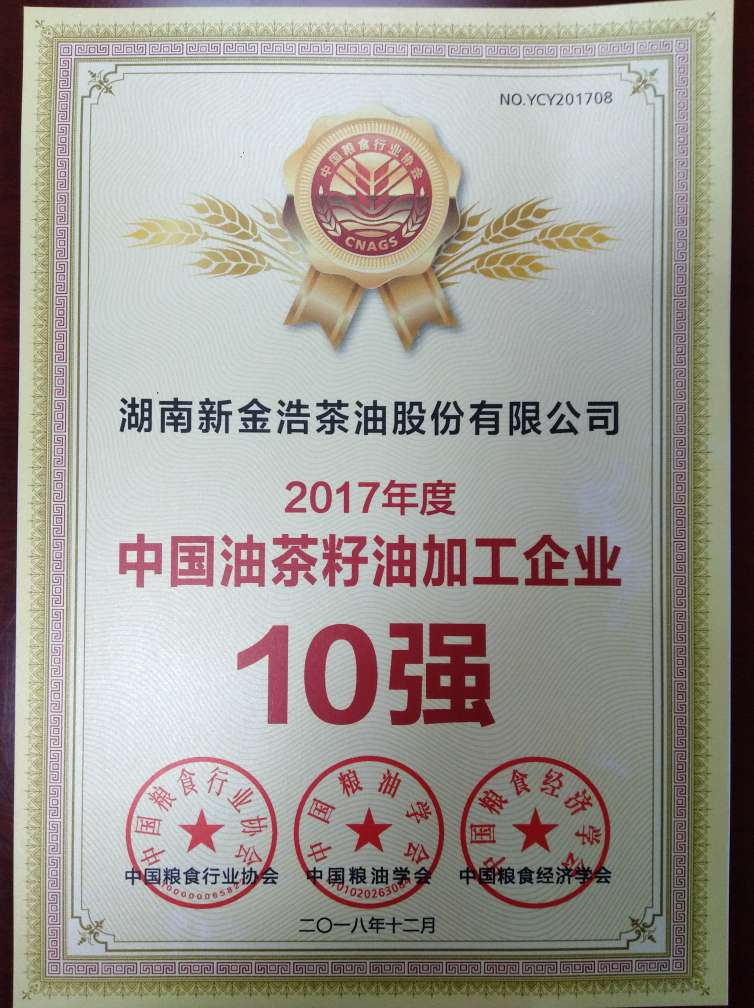 NO.YCY201708
中国粮食行业协会
CNAGS
湖南新金浩茶油股份有限公司
2017年度
中国油茶籽油加工企业
10强
中国粮食行业协会
中国粮油学会
中国粮食经济学会
中国粮食行业协会 中国粮油学会 中国粮食经济学会
二〇一八年十二月